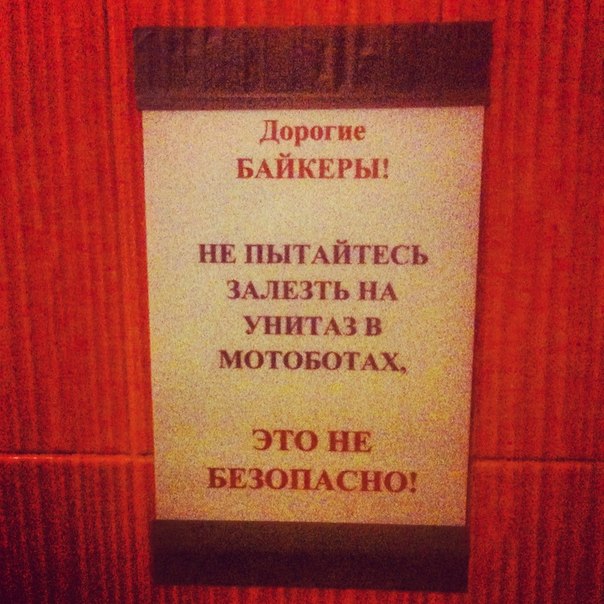 Дорогие
БАЙКЕРЫ!
НЕ ПЫТАЙТЕСЬ
ЗАЛЕЗТЬ НА
УНИТАЗ В
МОТОБОТАХ,
ЭТО НЕ
БЕЗОПАСНО!